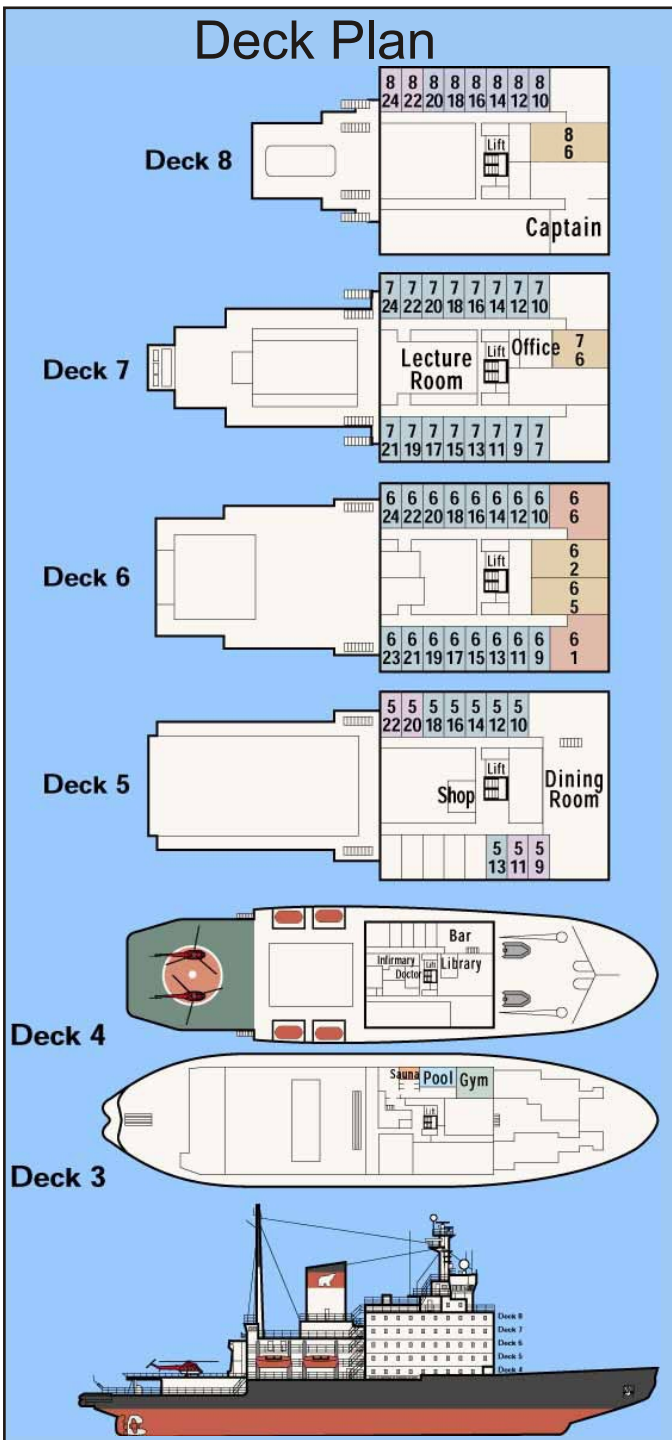 Deck Plan
8 8 8 8 8 8 8 8
24 22 20 18 16 14 12 10
Lift
8
6
Deck 8
Captain
7 7 7 7 7 7 7 7
24 22 20 18 16 14 12 10
Lecture
Room
Lift
Office
7
6
Deck 7
7 7 7 7 7 7 7 7
21 19 17 15 13 11 9 7
6 6 6 6 6 6 6 6 6
24 22 20 18 16 14 12 10 6
Lift
6
2
Deck 6
6
5
6 6 6 6 6 6 6 6 6
23 21 19 17 15 13 11 9 1
5 5 5 5 5 5 5
22 20 18 16 14 12 10
Lift
Deck 5
Shop
Dining
Room
5 5 5
13 11 9
Bar
Infirmary
Doctor
Lift
Library
Deck 4
Sauna
Pool
Gym
Lift
Deck 3
Deck 8
Deck 7
Deck 6
Deck 5
Deck 4